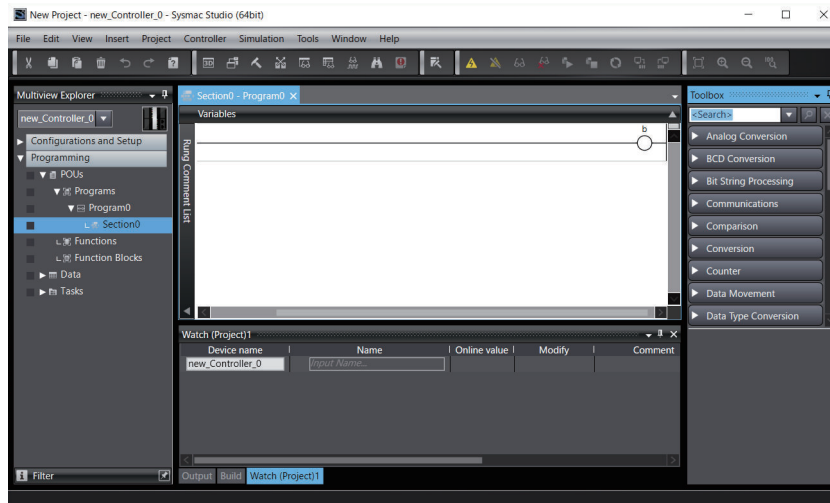 New Project - new_Controller_0 - Sysmac Studio (64bit)
File Edit View Insert Project Controller Simulation Tools Window Help
Multiview Explorer
new_Controller_0
Configurations and Setup
Programming
POUs
Programs
Program0
Section0
Functions
Function Blocks
Data
Tasks
Filter
Section0 - Program0
Variables
Rung Comment List
b
Watch (Project)1
Device name Name Online value Modify Comment
new_Controller_0 Input Name...
Output Build Watch (Project)1
Toolbox
<Search>
Analog Conversion
BCD Conversion
Bit String Processing
Communications
Comparison
Conversion
Counter
Data Movement
Data Type Conversion